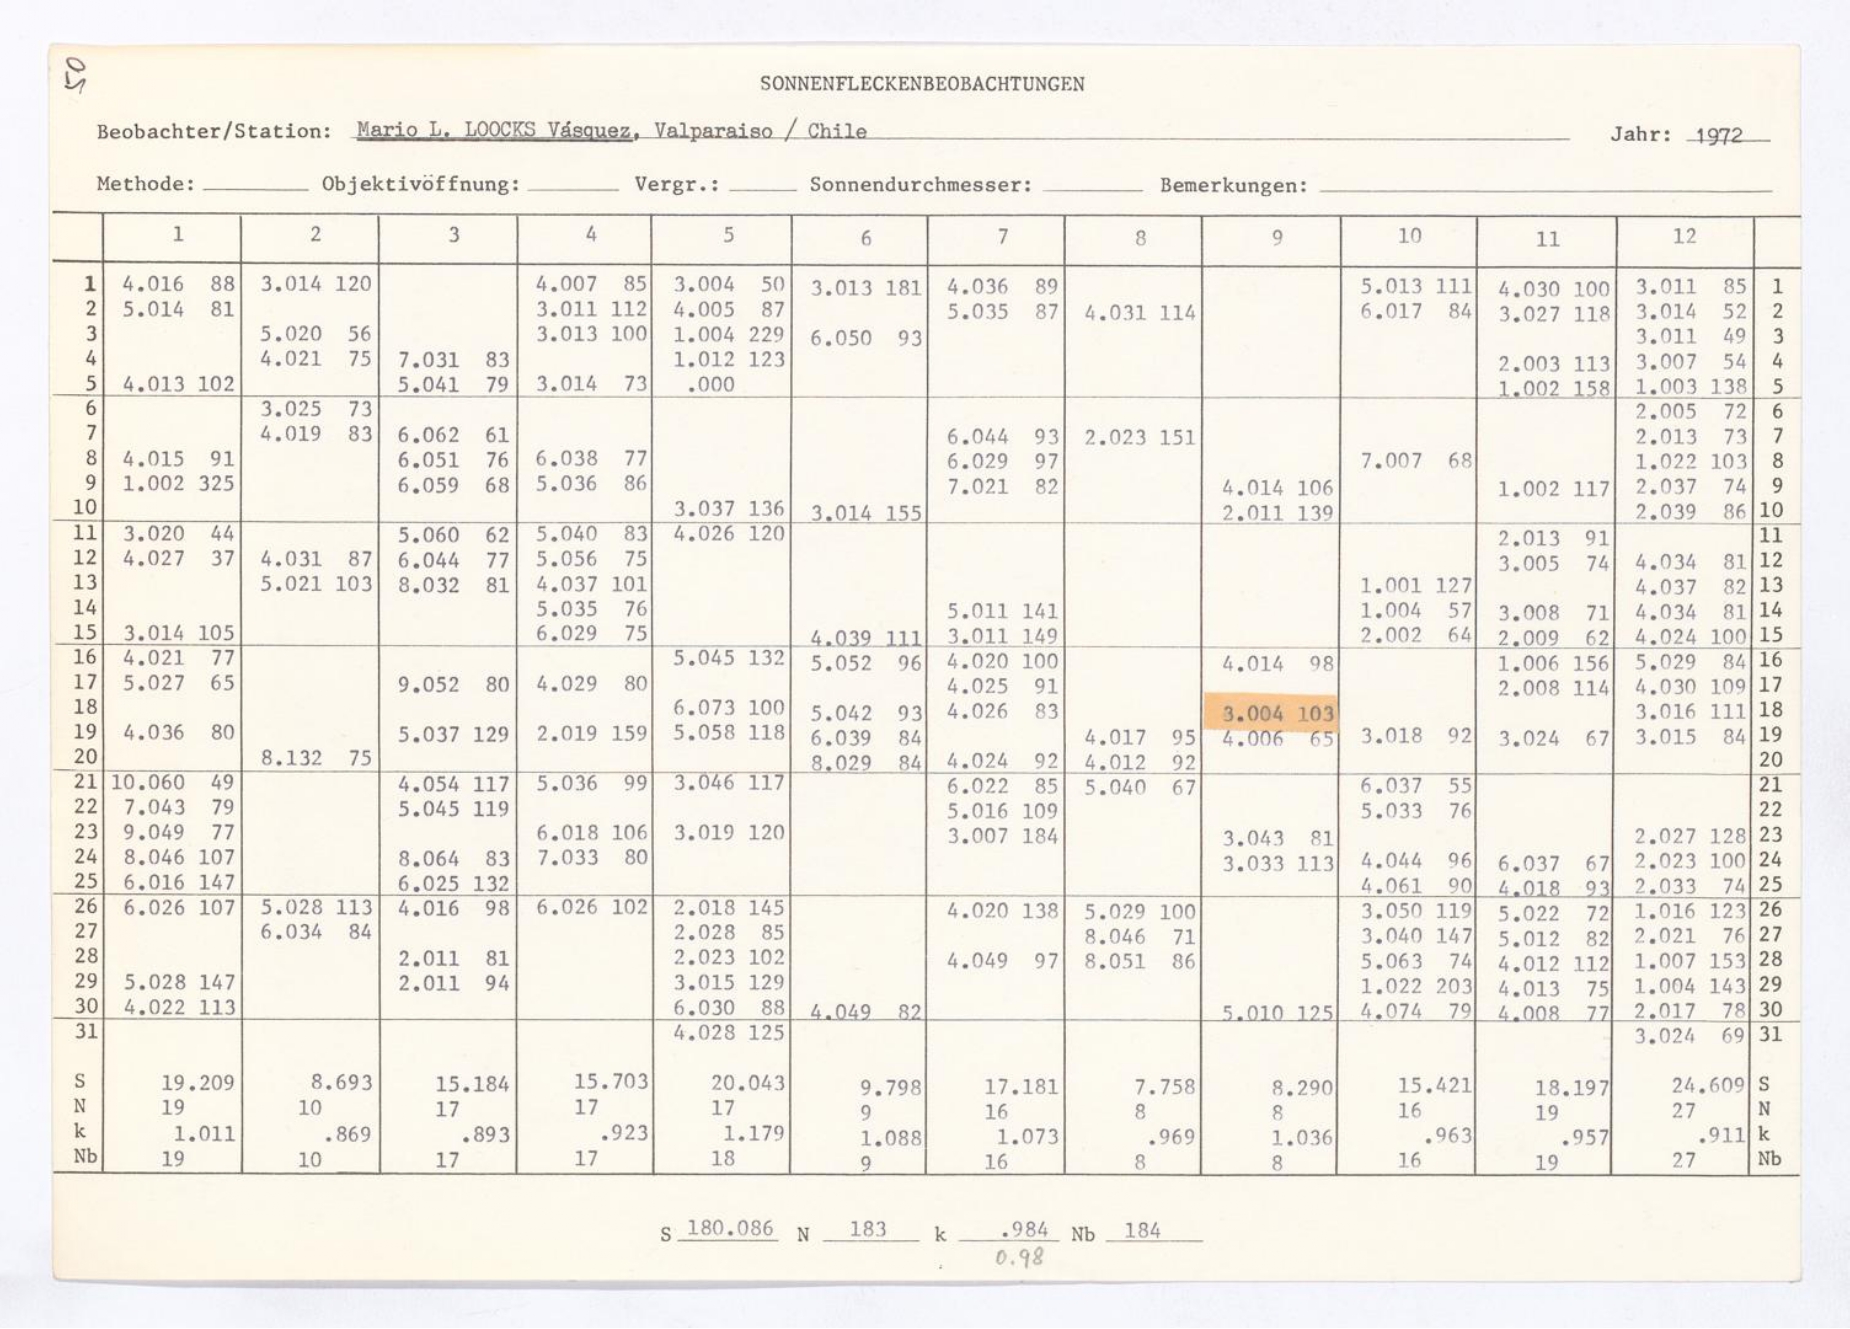 50
SONNENFLECKENBEOBACHTUNGEN
Beobachter/Station: Mario L. LOOCKS Vásquez, Valparaiso / Chile Jahr: 1972
Methode: Objektivöffnung: Vergr.: Sonnendurchmesser: Bemerkungen:
1 2 3 4 5 6 7 8 9 10 11 12
1 4.016 88 3.014 120 4.007 85 3.004 50 3.013 181 4.036 89 5.013 111 4.030 100 3.011 85 1
2 5.014 81 3.011 112 4.005 87 5.035 87 4.031 114 6.017 84 3.027 118 3.014 52 2
3 5.020 56 3.013 100 1.004 229 6.050 93 3.011 49 3
4 4.021 75 7.031 83 1.012 123 2.003 113 3.007 54 4
5 4.013 102 5.041 79 3.014 73 .000 1.002 158 1.003 138 5
6 3.025 73 2.005 72 6
7 4.019 83 6.062 61 6.044 93 2.023 151 2.013 73 7
8 4.015 91 6.051 76 6.038 77 6.029 97 7.007 68 1.022 103 8
9 1.002 325 6.059 68 5.036 86 7.021 82 4.014 106 1.002 117 2.037 74 9
10 3.037 136 3.014 155 2.011 139 2.039 86 10
11 3.020 44 5.060 62 5.040 83 4.026 120 2.013 91 11
12 4.027 37 4.031 87 6.044 77 5.056 75 3.005 74 4.034 81 12
13 5.021 103 8.032 81 4.037 101 1.001 127 4.037 82 13
14 5.035 76 5.011 141 1.004 57 3.008 71 4.034 81 14
15 3.014 105 6.029 75 4.039 111 3.011 149 2.002 64 2.009 62 4.024 100 15
16 4.021 77 5.045 132 5.052 96 4.020 100 4.014 98 1.006 156 5.029 84 16
17 5.027 65 9.052 80 4.029 80 4.025 91 2.008 114 4.030 109 17
18 6.073 100 5.042 93 4.026 83 3.004 103 3.016 111 18
19 4.036 80 5.037 129 2.019 159 5.058 118 6.039 84 4.017 95 4.006 65 3.018 92 3.024 67 3.015 84 19
20 8.132 75 8.029 84 4.024 92 4.012 92 20
21 10.060 49 4.054 117 5.036 99 3.046 117 6.022 85 5.040 67 6.037 55 21
22 7.043 79 5.045 119 5.016 109 5.033 76 22
23 9.049 77 6.018 106 3.019 120 3.007 184 3.043 81 2.027 128 23
24 8.046 107 8.064 83 7.033 80 3.033 113 4.044 96 6.037 67 2.023 100 24
25 6.016 147 6.025 132 4.061 90 4.018 93 2.033 74 25
26 6.026 107 5.028 113 4.016 98 6.026 102 2.018 145 4.020 138 5.029 100 3.050 119 5.022 72 1.016 123 26
27 6.034 84 2.028 85 8.046 71 3.040 147 5.012 82 2.021 76 27
28 2.011 81 2.023 102 4.049 97 8.051 86 5.063 74 4.012 112 1.007 153 28
29 5.028 147 2.011 94 3.015 129 1.022 203 4.013 75 1.004 143 29
30 4.022 113 6.030 88 4.049 82 5.010 125 4.074 79 4.008 77 2.017 78 30
31 4.028 125 3.024 69 31
S 19.209 8.693 15.184 15.703 20.043 9.798 17.181 7.758 8.290 15.421 18.197 24.609 S
N 19 10 17 17 17 9 16 8 8 16 19 27 N
k 1.011 .869 .893 .923 1.179 1.088 1.073 .969 1.036 .963 .957 .911 k
Nb 19 10 17 17 18 9 16 8 8 16 19 27 Nb
S 180.086 N 183 k .984 Nb 184
0.98